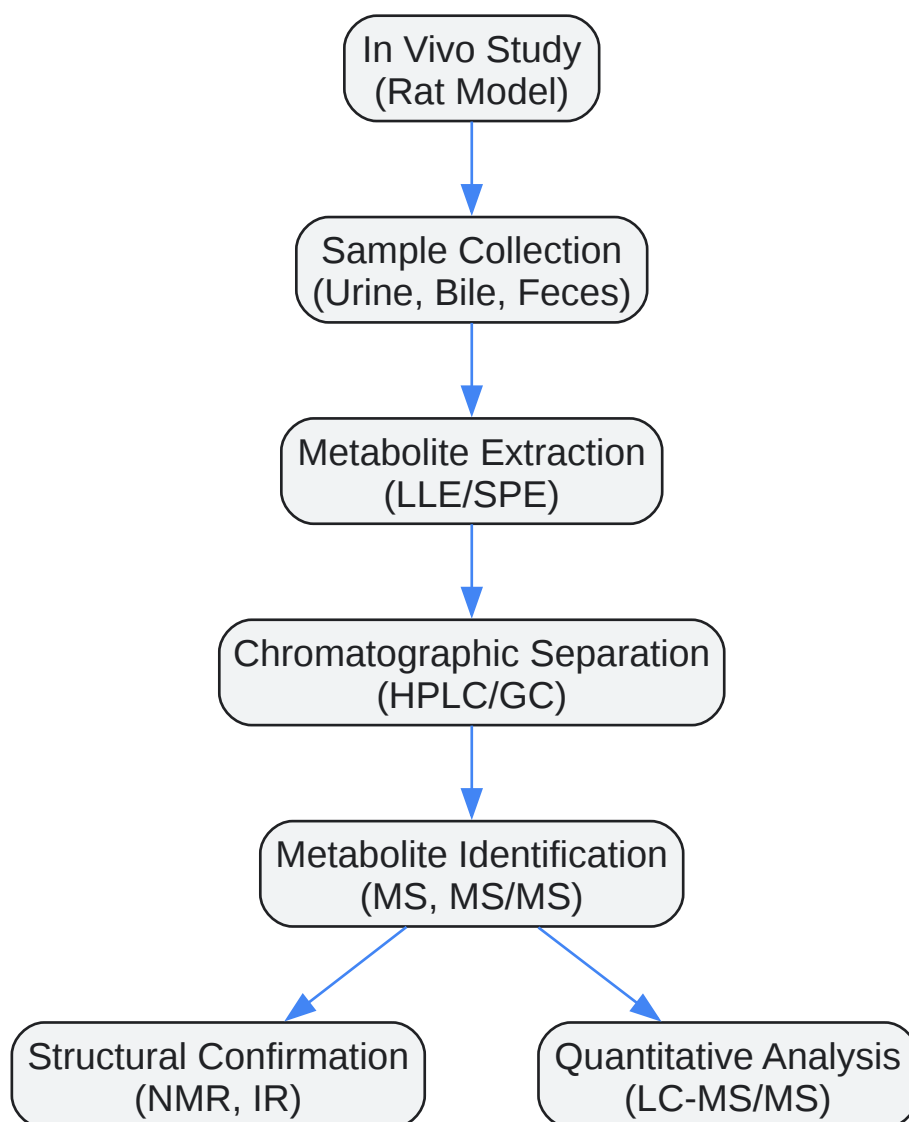 In Vivo Study
(Rat Model)
Sample Collection
(Urine, Bile, Feces)
Metabolite Extraction
(LLE/SPE)
Chromatographic Separation
(HPLC/GC)
Metabolite Identification
(MS, MS/MS)
Structural Confirmation
(NMR, IR)
Quantitative Analysis
(LC-MS/MS)